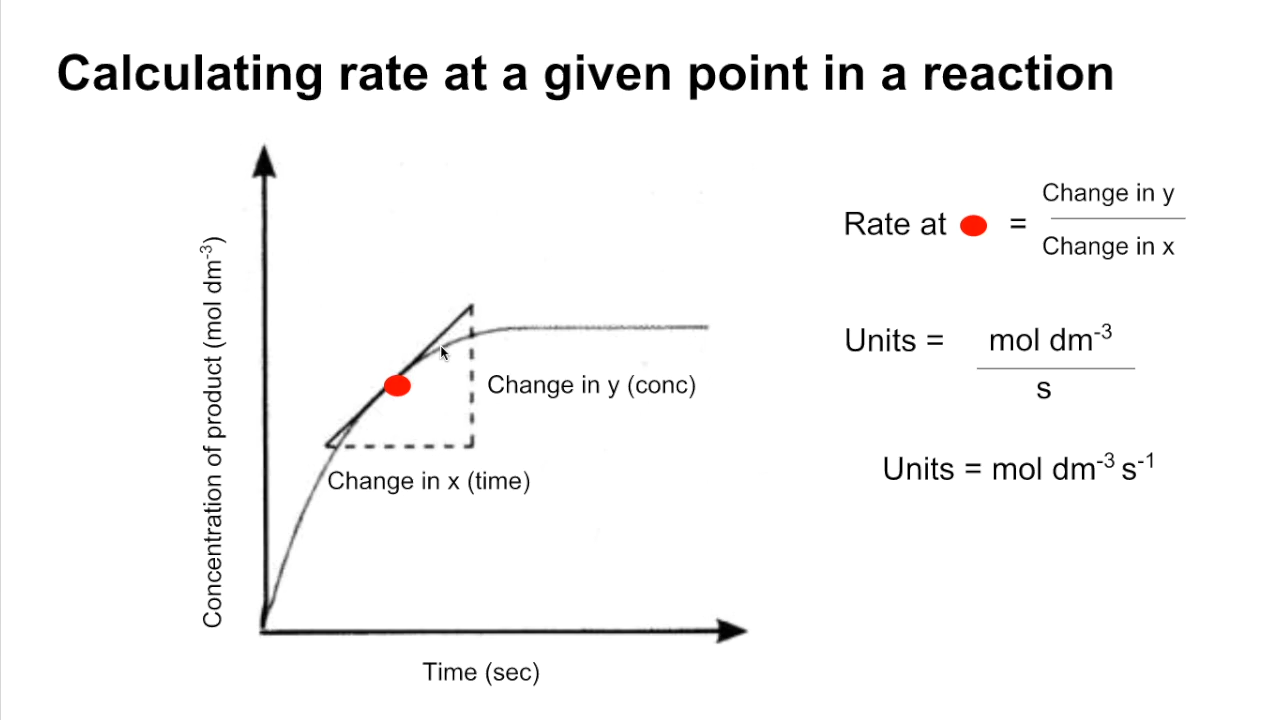 Calculating rate at a given point in a reaction
Concentration of product (mol dm⁻³)
Change in y (conc)
Change in x (time)
Time (sec)
Rate at =
Change in y
Change in x
Units =
mol dm⁻³
s
Units = mol dm⁻³ s⁻¹